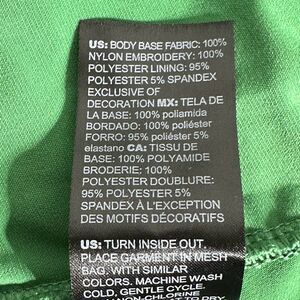 US: BODY BASE FABRIC: 100%
NYLON EMBROIDERY: 100%
POLYESTER LINING: 95%
POLYESTER 5% SPANDEX
EXCLUSIVE OF
DECORATION MX: TELA DE
LA BASE: 100% poliamida
BORDADO: 100% poliéster
FORRO: 95% poliéster 5%
elastano CA: TISSU DE
BASE: 100% POLYAMIDE
BRODERIE: 100%
POLYESTER DOUBLURE:
95% POLYESTER 5%
SPANDEX À L'EXCEPTION
DES MOTIFS DÉCORATIFS
US: TURN INSIDE OUT.
PLACE GARMENT IN MESH
BAG. WITH SIMILAR
COLORS. MACHINE WASH
COLD, GENTLE CYCLE.
NON-CHLORINE